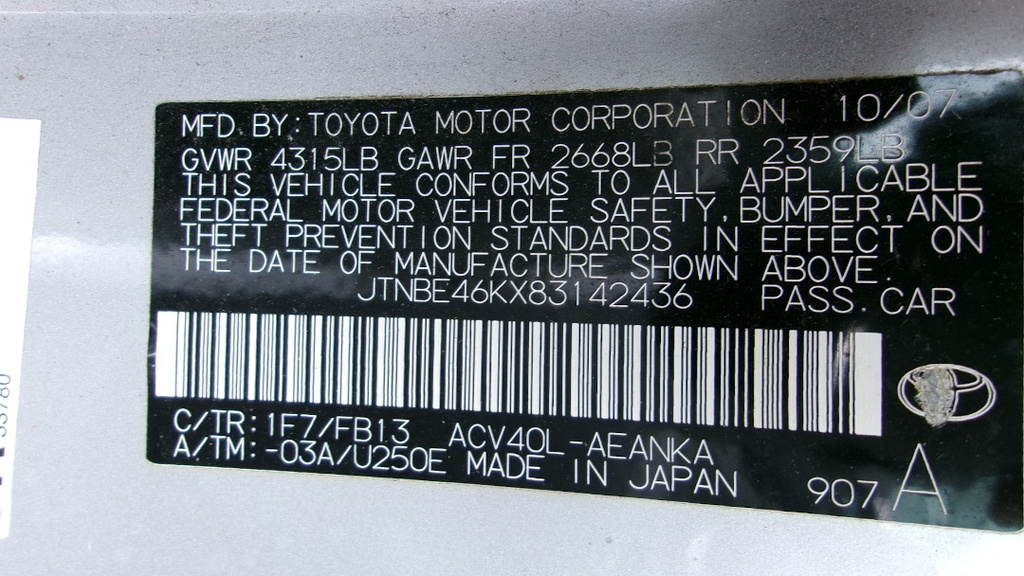 MFD. BY: TOYOTA MOTOR CORPORATION 10/07
GVWR 4315LB GAWR FR 2668LB RR 2359LB
THIS VEHICLE CONFORMS TO ALL APPLICABLE
FEDERAL MOTOR VEHICLE SAFETY, BUMPER, AND
THEFT PREVENTION STANDARDS IN EFFECT ON
THE DATE OF MANUFACTURE SHOWN ABOVE.
JTNBE46KX83142436 PASS. CAR
C/TR: 1F7/FB13 ACV40L-AEANKA
A/TM: -03A/U250E MADE IN JAPAN
907 A